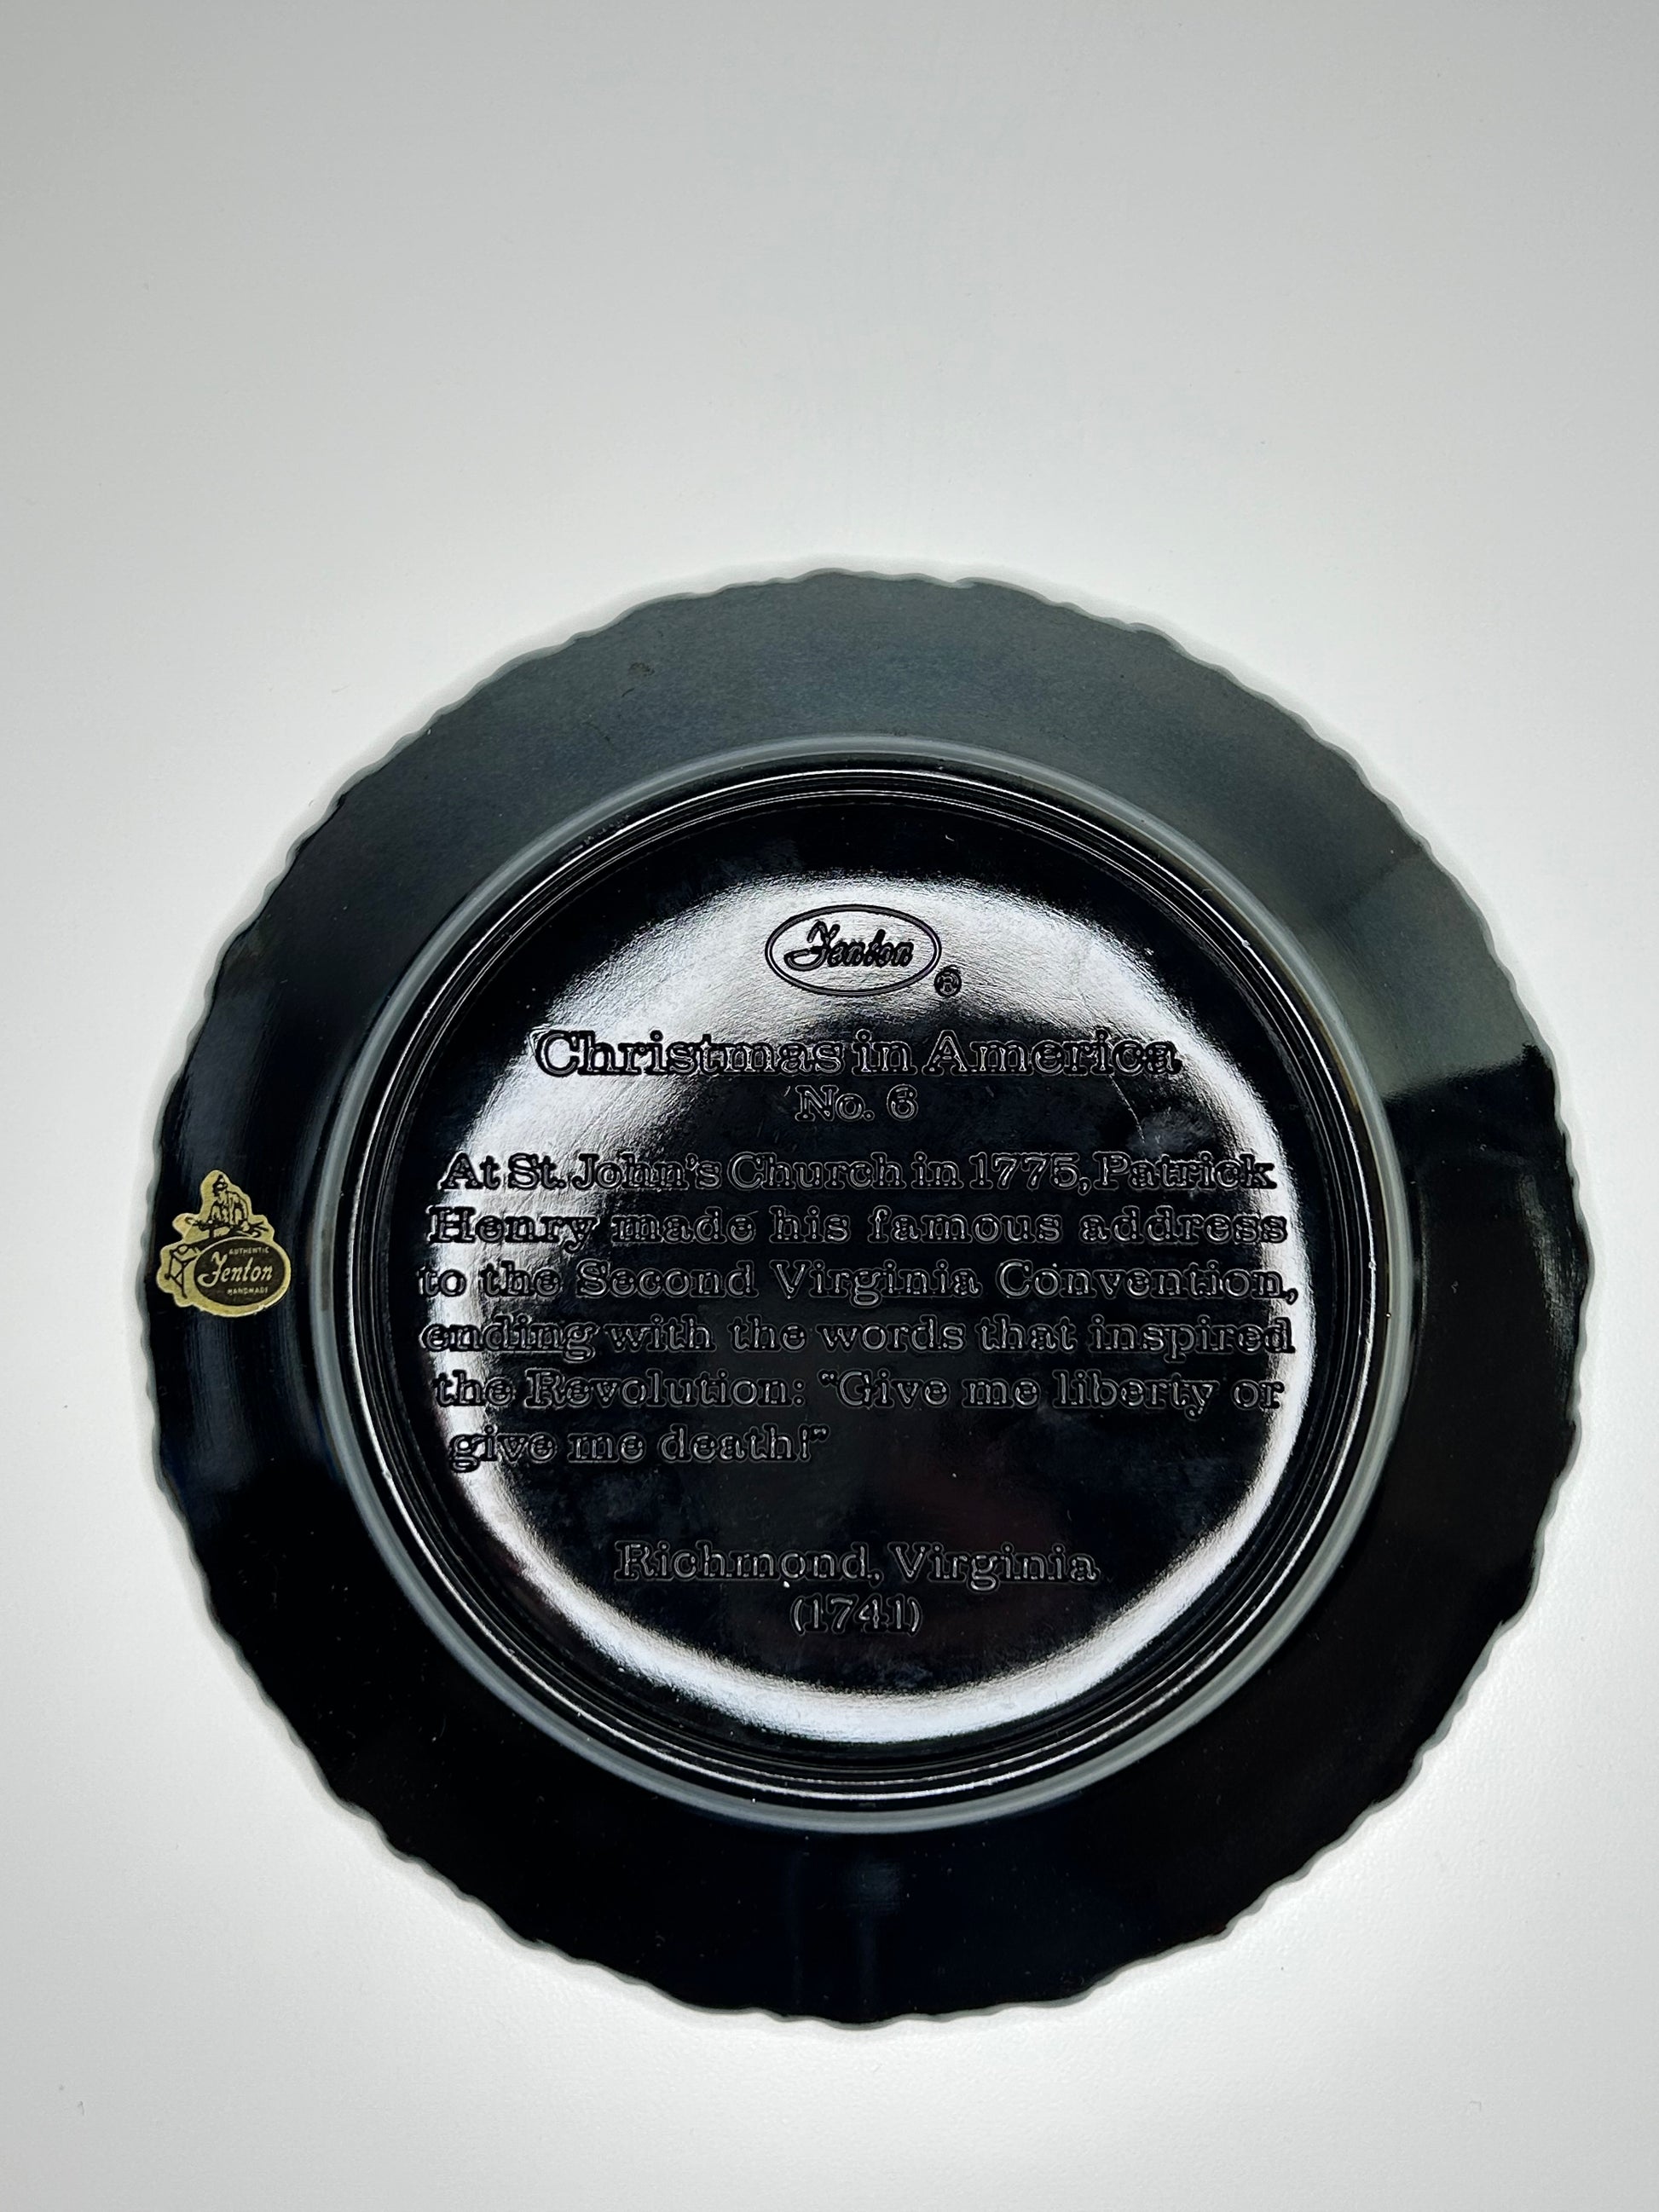 Fenton
®
Christmas in America
No. 6
At St. John's Church in 1775, Patrick
Henry made his famous address
to the Second Virginia Convention,
ending with the words that inspired
the Revolution: “Give me liberty or
give me death!”
Richmond, Virginia
(1741)
AUTHENTIC
Fenton
HANDMADE